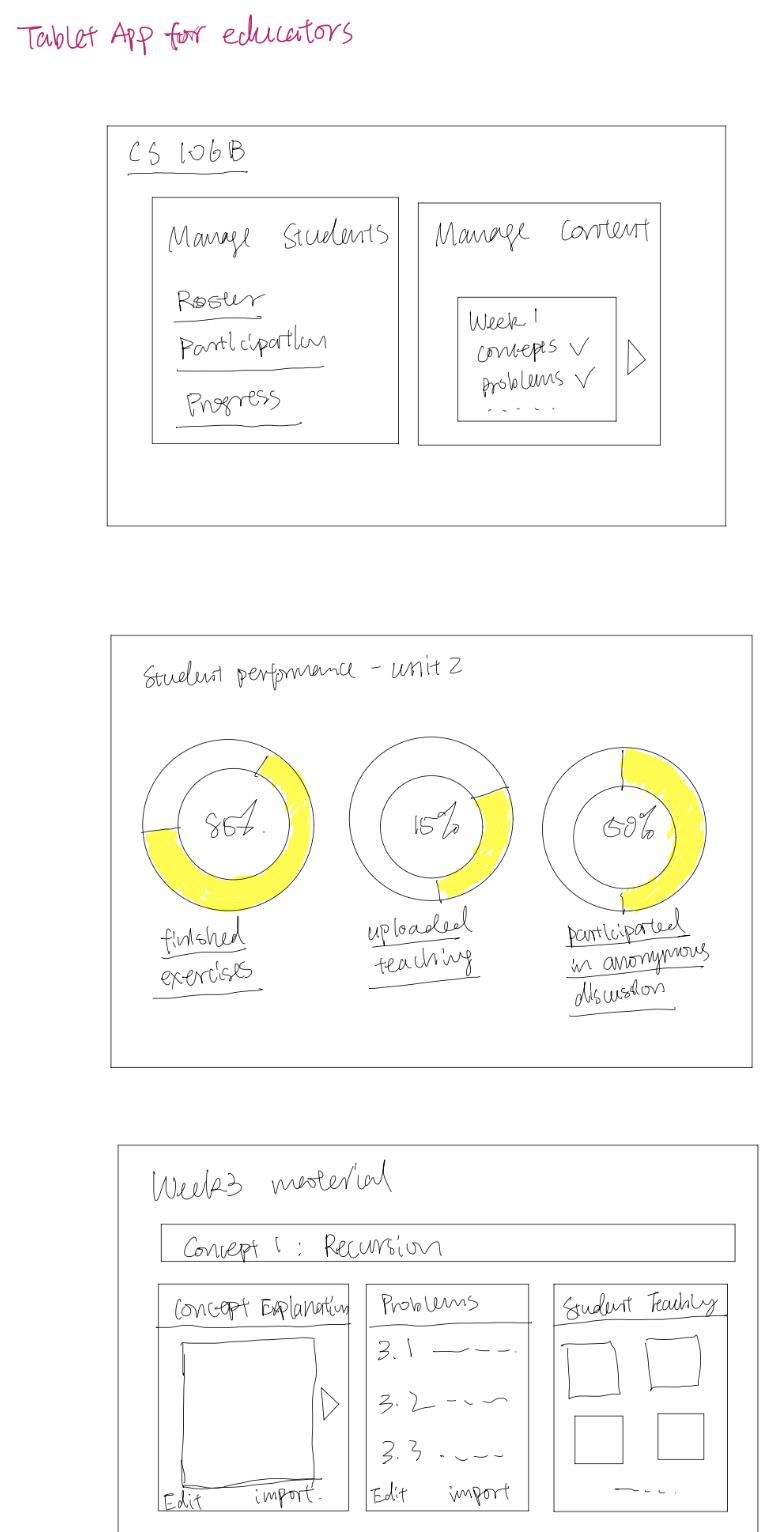 Tablet App for educators
CS 106B
Manage Students
Roster
Participation
Progress
Manage Content
Week 1
concepts ✓
problems ✓
Student performance - unit 2
85%
finished
exercises
15%
uploaded
teaching
50%
participated
in anonymous
discussion
Week3 material
Concept 1 : Recursion
Concept Explanation
Edit import.
Problems
3.1
3.2
3.3
Edit import
Student Teaching